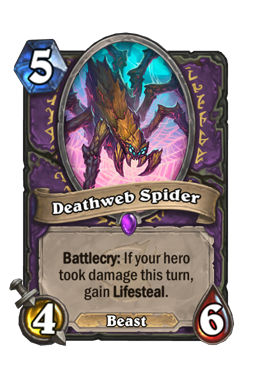 5
Deathweb Spider
Battlecry: If your hero
took damage this turn,
gain Lifesteal.
4
Beast
6